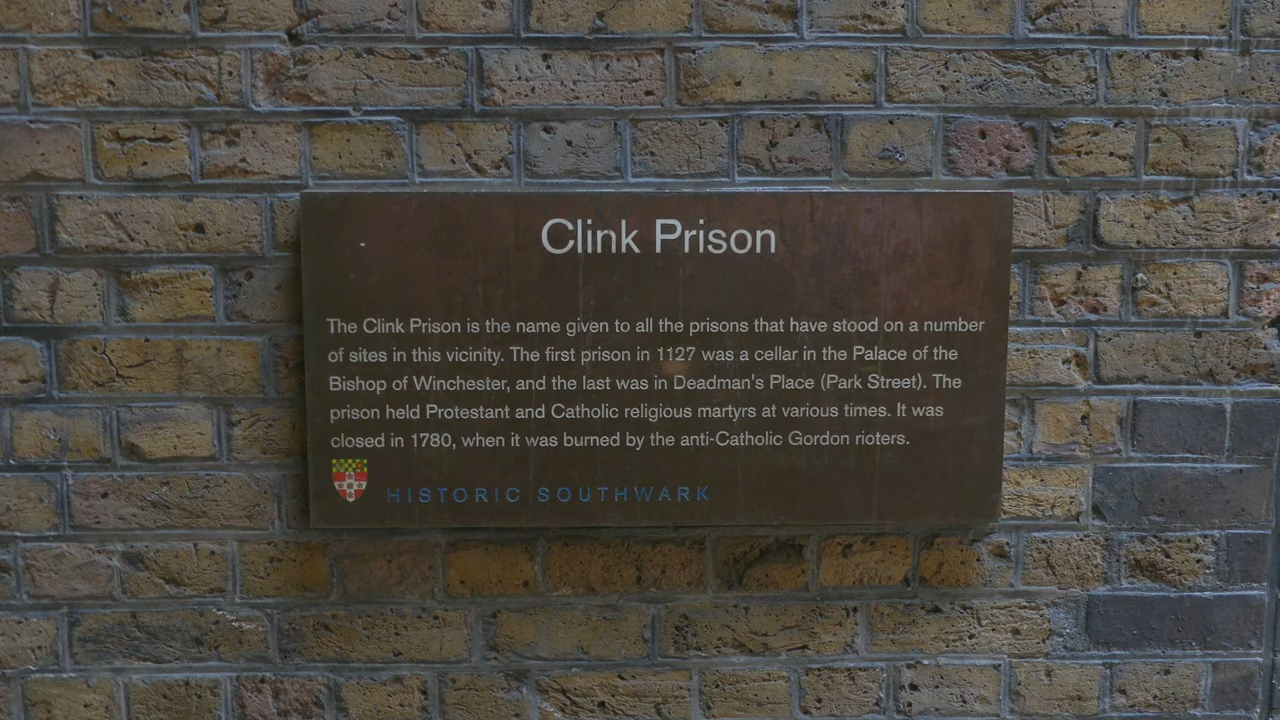 Clink Prison
The Clink Prison is the name given to all the prisons that have stood on a number
of sites in this vicinity. The first prison in 1127 was a cellar in the Palace of the
Bishop of Winchester, and the last was in Deadman's Place (Park Street). The
prison held Protestant and Catholic religious martyrs at various times. It was
closed in 1780, when it was burned by the anti-Catholic Gordon rioters.
HISTORIC SOUTHWARK